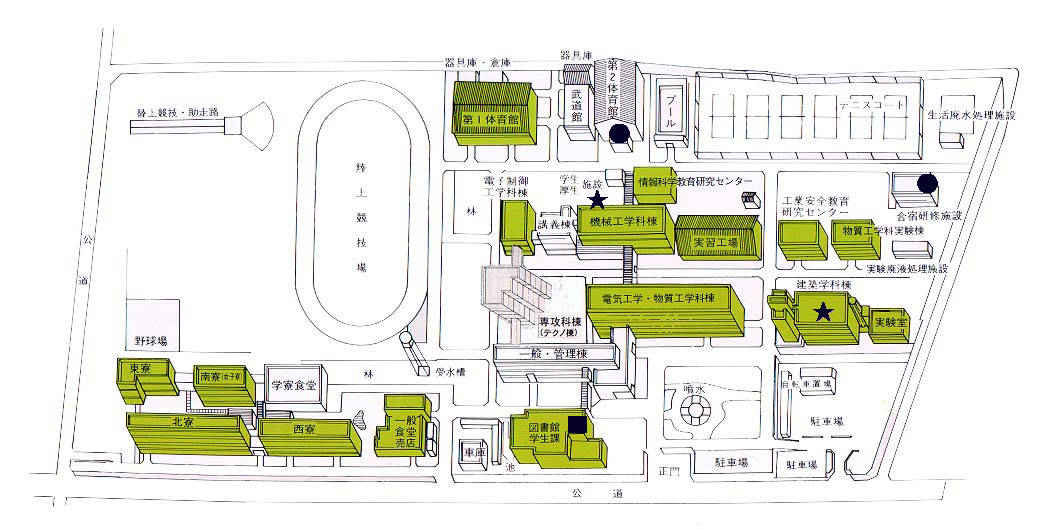 器具庫・倉庫
器具庫
第1体育館
武道館
第2体育館
プール
テニスコート
生活廃水処理施設
陸上競技・助走路
陸上競技場
公道
電子制御
工学科棟
学生
厚生
施設
情報科学教育研究センター
林
講義棟
機械工学科棟
実習工場
工業安全教育
研究センター
物質工学科実験棟
合宿研修施設
実験廃液処理施設
建築学科棟
実験室
電気工学・物質工学科棟
専攻科棟
(テクノ棟)
一般・管理棟
野球場
東寮
南寮(女子寮)
学寮食堂
林
貯水槽
北寮
西寮
一般
食堂
売店
図書館
学生課
車庫
池
噴水
自転車置場
駐車場
正門
駐車場
駐車場
公道